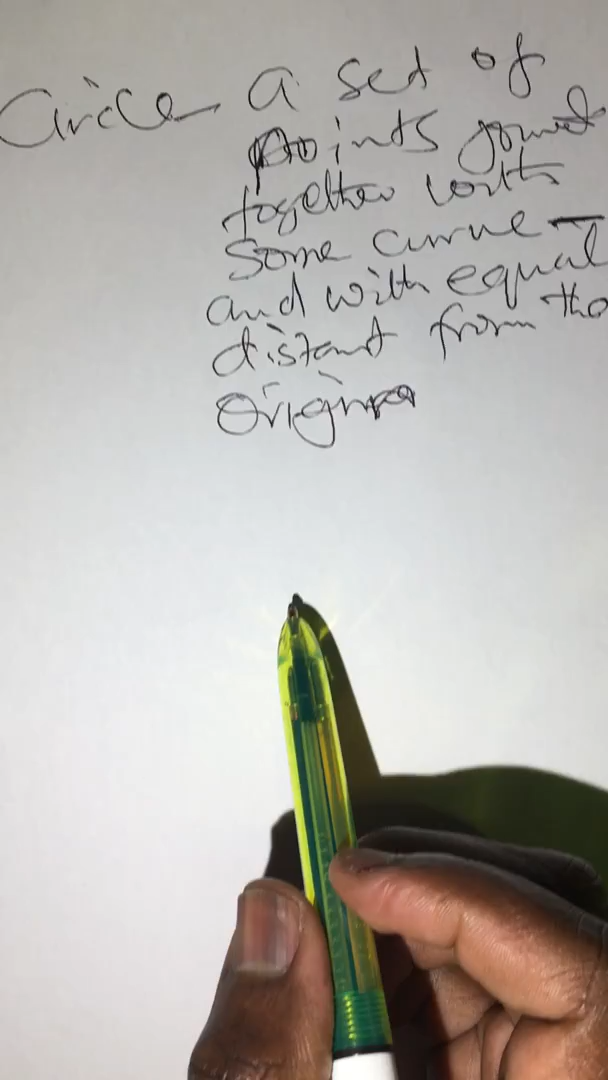 Circle a set of
points joined
together with
some curve -
and with equal
distant from the
origin